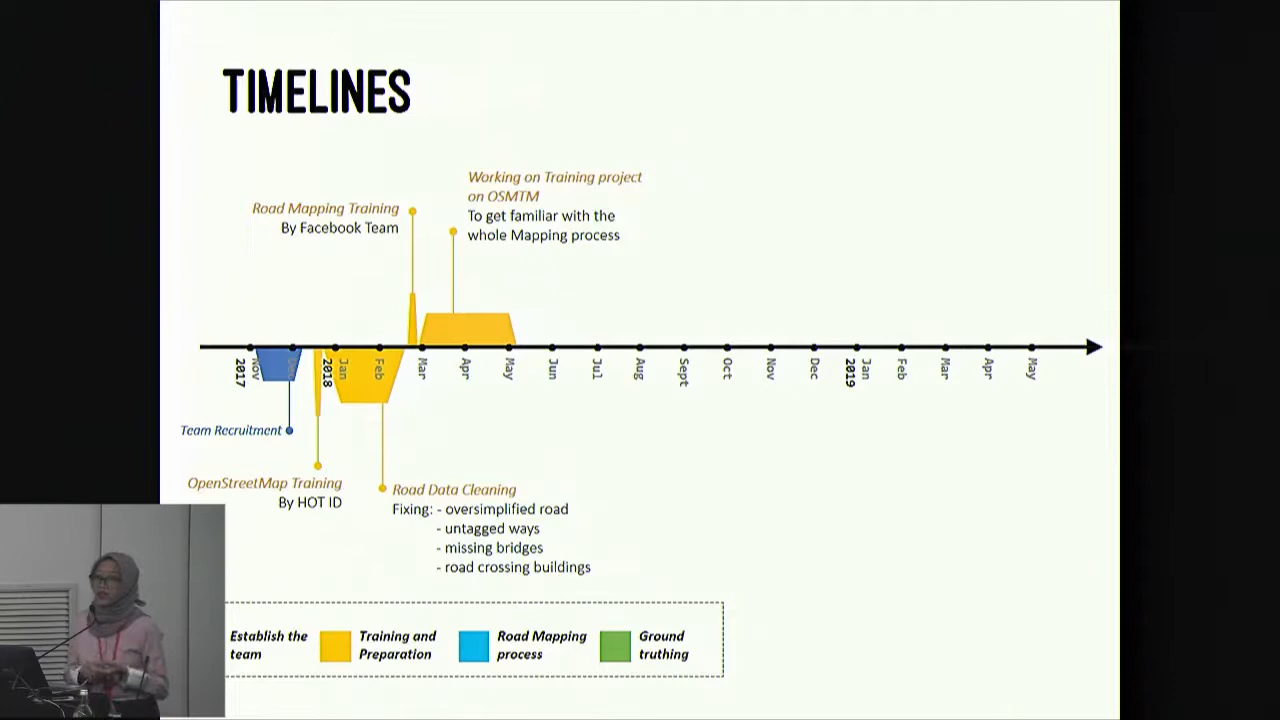 TIMELINES
Working on Training project
on OSMTM
To get familiar with the
whole Mapping process
Road Mapping Training
By Facebook Team
2017
Nov
Dec
2018
Jan
Feb
Mar
Apr
May
Jun
Jul
Aug
Sept
Oct
Nov
Dec
2019
Jan
Feb
Mar
Apr
May
Team Recruitment
OpenStreetMap Training
By HOT ID
Road Data Cleaning
Fixing: - oversimplified road
- untagged ways
- missing bridges
- road crossing buildings
Establish the
team
Training and
Preparation
Road Mapping
process
Ground
truthing